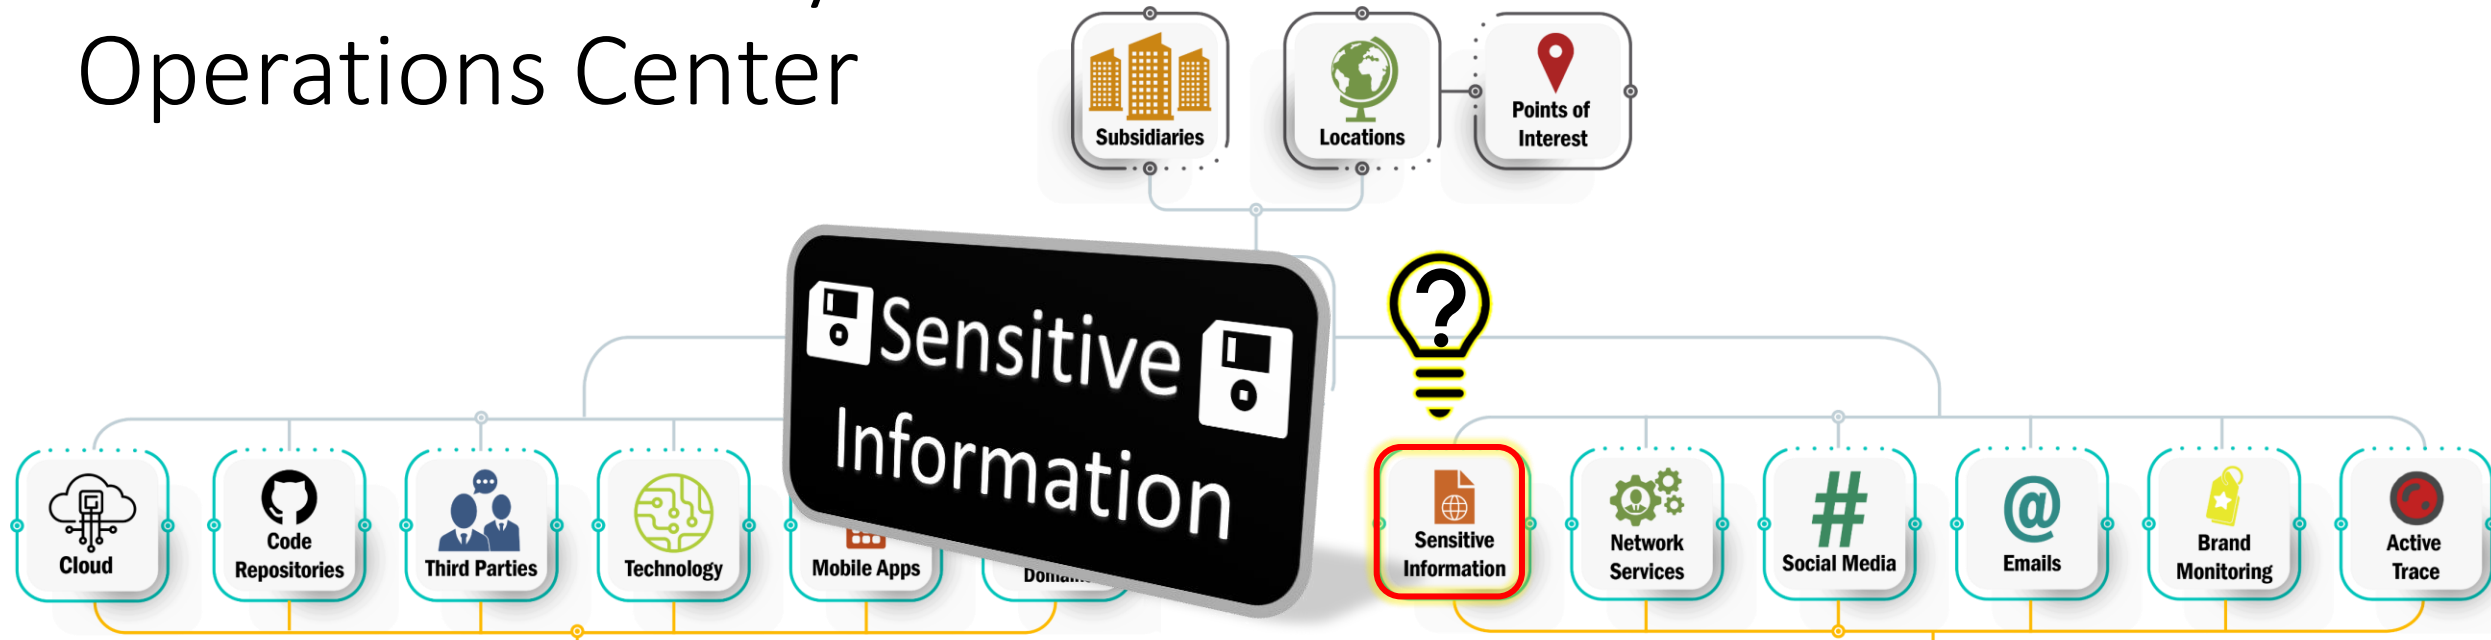 Operations Center
Subsidiaries
Locations
Points of
Interest
Sensitive
Information
?
Cloud
Code
Repositories
Third Parties
Technology
Mobile Apps
Sensitive
Information
Network
Services
#
Social Media
@
Emails
Brand
Monitoring
Active
Trace